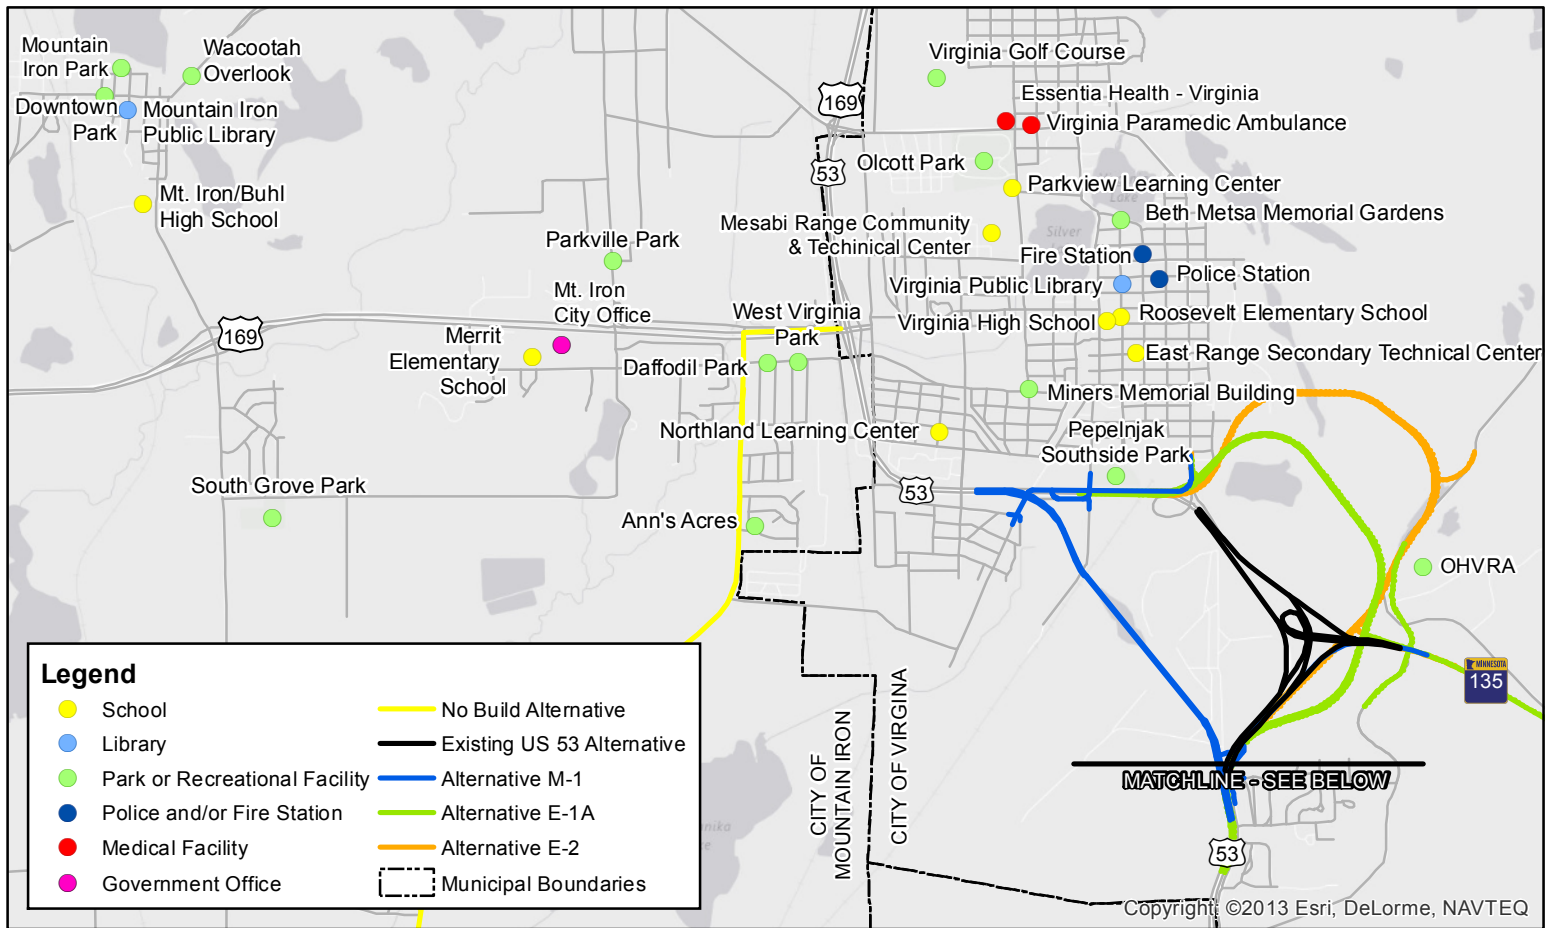 Mountain
Iron Park
Wacootah
Overlook
Downtown
Park
Mountain Iron
Public Library
Mt. Iron/Buhl
High School
169
53
Virginia Golf Course
Essentia Health - Virginia
Virginia Paramedic Ambulance
Olcott Park
Parkview Learning Center
Lake
Beth Metsa Memorial Gardens
Mesabi Range Community
& Techinical Center
Silver
Fire Station
Police Station
Virginia Public Library
Parkville Park
Mt. Iron
City Office
West Virginia
Park
Virginia High School
Roosevelt Elementary School
169
Merrit
Elementary
School
Daffodil Park
East Range Secondary Technical Center
Miners Memorial Building
Northland Learning Center
Pepelnjak
Southside Park
South Grove Park
53
Ann's Acres
OHVRA
MINNESOTA
135
CITY OF
MOUNTAIN IRON
CITY OF VIRGINA
MATCHLINE - SEE BELOW
53
Legend
School
Library
Park or Recreational Facility
Police and/or Fire Station
Medical Facility
Government Office
No Build Alternative
Existing US 53 Alternative
Alternative M-1
Alternative E-1A
Alternative E-2
Municipal Boundaries
Copyright: ©2013 Esri, DeLorme, NAVTEQ